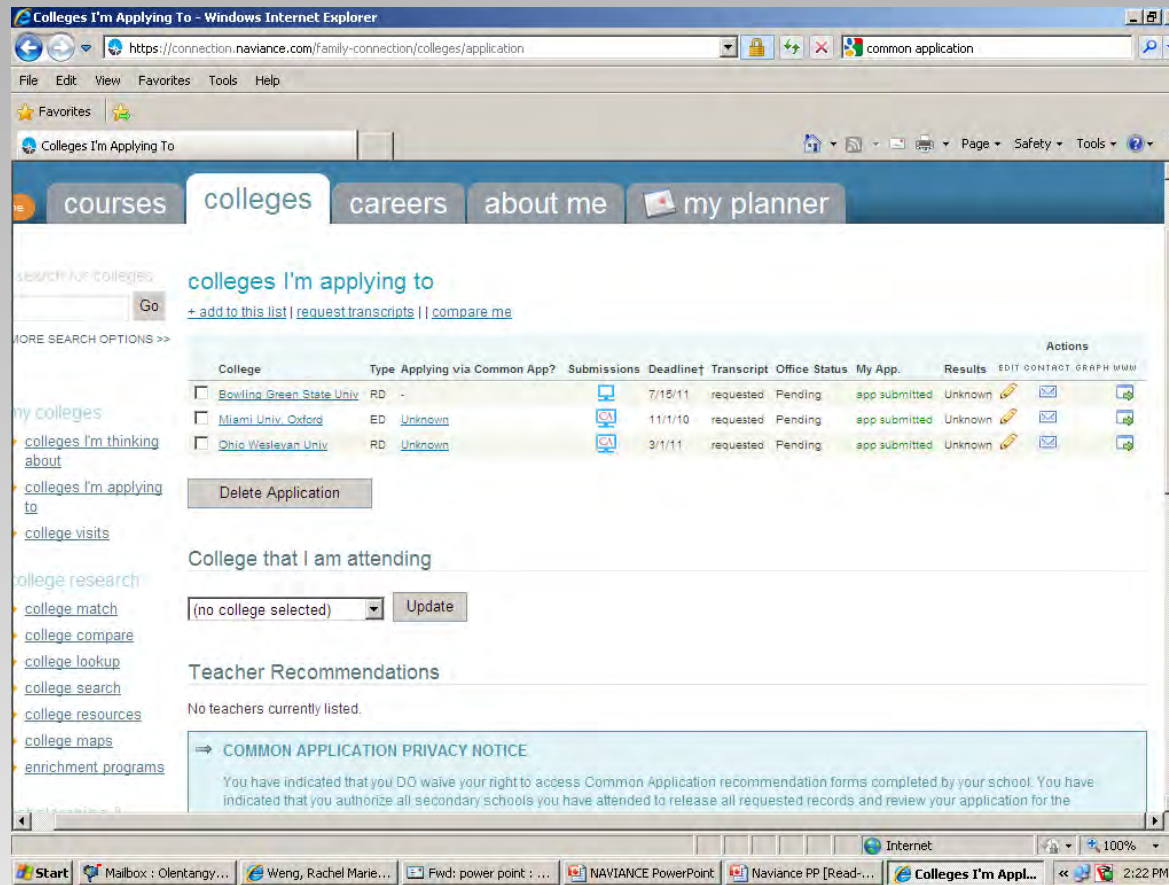 Colleges I'm Applying To - Windows Internet Explorer
https://connection.naviance.com/family-connection/colleges/application
common application
File Edit View Favorites Tools Help
Favorites
Colleges I'm Applying To
Page Safety Tools
courses colleges careers about me my planner
search for colleges
Go
MORE SEARCH OPTIONS >>
my colleges
colleges I'm thinking
about
colleges I'm applying
to
college visits
college research
college match
college compare
college lookup
college search
college resources
college maps
enrichment programs
colleges I'm applying to
+ add to this list | request transcripts | | compare me
Actions
College Type Applying via Common App? Submissions Deadline† Transcript Office Status My App. Results EDIT CONTACT GRAPH WWW
Bowling Green State Univ RD - 7/15/11 requested Pending app submitted Unknown
Miami Univ, Oxford ED Unknown CA 11/1/10 requested Pending app submitted Unknown
Ohio Wesleyan Univ RD Unknown CA 3/1/11 requested Pending app submitted Unknown
Delete Application
College that I am attending
(no college selected) Update
Teacher Recommendations
No teachers currently listed.
⇒ COMMON APPLICATION PRIVACY NOTICE
You have indicated that you DO waive your right to access Common Application recommendation forms completed by your school. You have
indicated that you authorize all secondary schools you have attended to release all requested records and review your application for the
Internet 100%
Start Mailbox : Olentangy... Weng, Rachel Marie... Fwd: power point : ... NAVIANCE PowerPoint Naviance PP [Read-... Colleges I'm Appl... « 2:22 PM